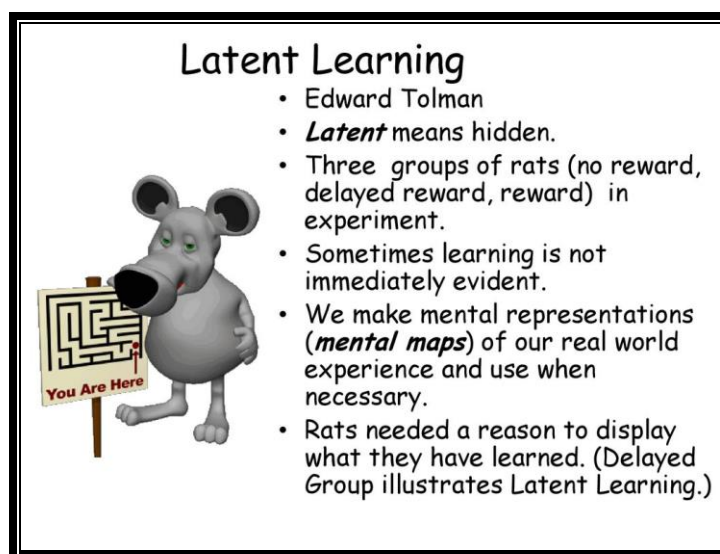 Latent Learning
• Edward Tolman
• Latent means hidden.
• Three groups of rats (no reward,
delayed reward, reward) in
experiment.
• Sometimes learning is not
immediately evident.
• We make mental representations
(mental maps) of our real world
experience and use when
necessary.
• Rats needed a reason to display
what they have learned. (Delayed
Group illustrates Latent Learning.)
You Are Here